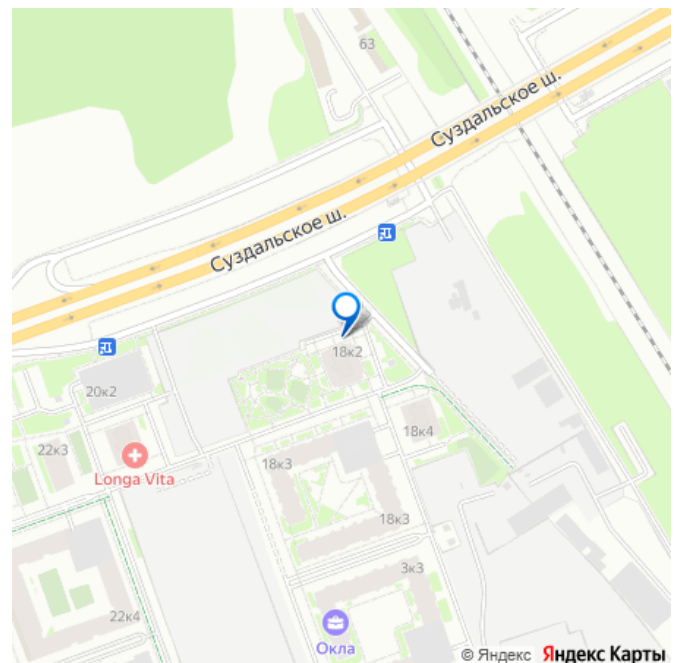 63
Суздальское ш.
Суздальское ш.
18к2
20к2
18к4
22к3
Longa Vita
18к3
18к3
3к3
22к4
Окла
© Яндекс Яндекс Карты